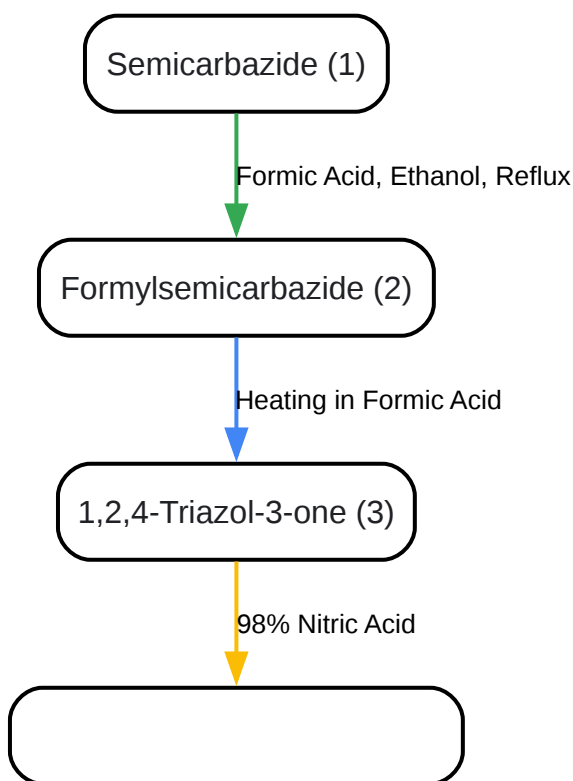 Semicarbazide (1)
Formic Acid, Ethanol, Reflux
Formylsemicarbazide (2)
Heating in Formic Acid
1,2,4-Triazol-3-one (3)
98% Nitric Acid